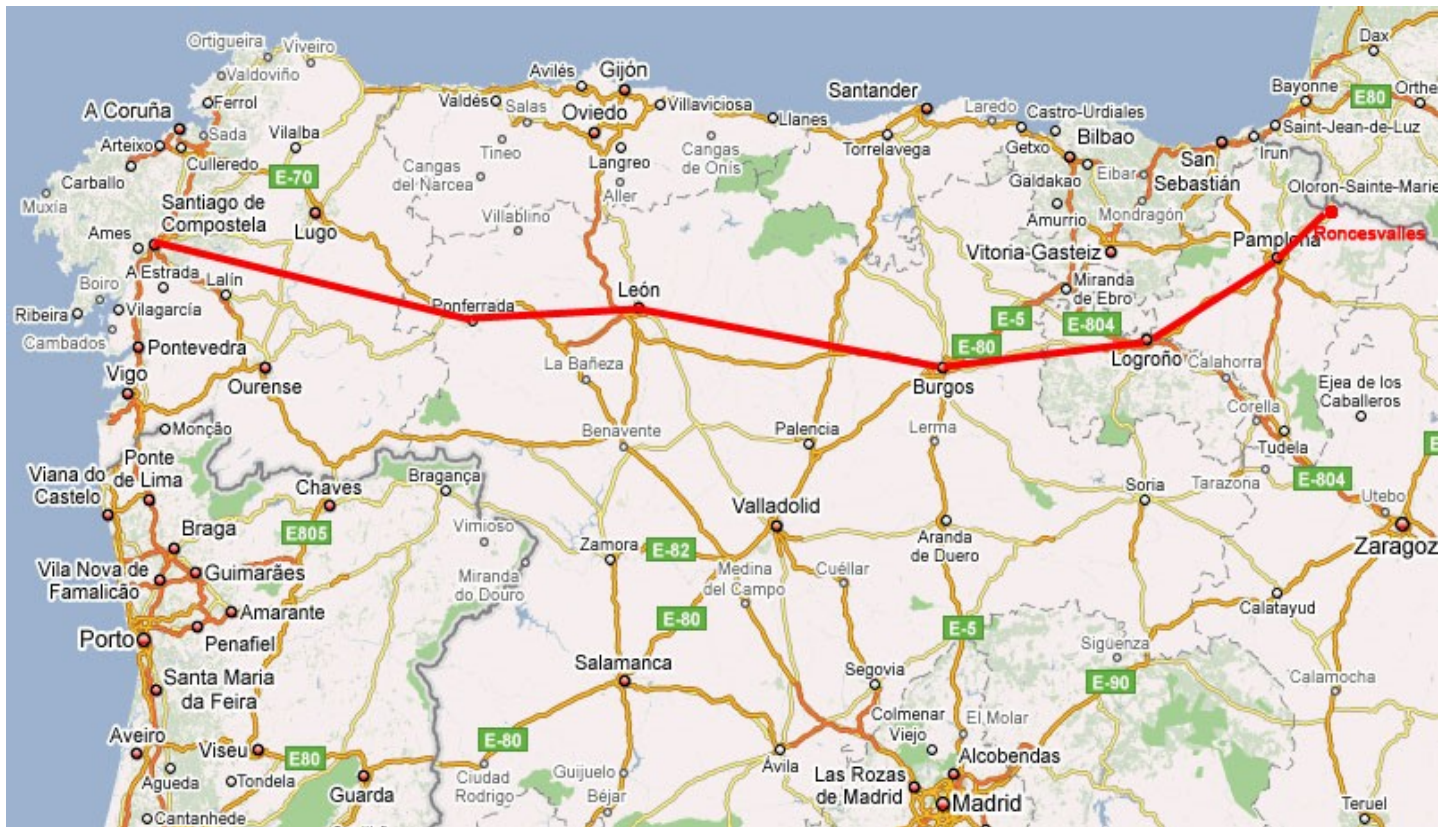 Ortigueira
Viveiro
Valdoviño
Ferrol
A Coruña
Sada
Arteixo
Culleredo
Vilalba
Carballo
Muxía
E-70
Santiago de
Compostela
Lugo
Ames
A Estrada
Lalín
Boiro
Ribeira
Vilagarcía
Cambados
Pontevedra
Vigo
Ourense
Monção
Avilés
Gijón
Valdés
Salas
Oviedo
Villaviciosa
Llanes
Tineo
Langreo
Cangas
del Narcea
Cangas
de Onís
Aller
Villablino
Ponferrada
León
La Bañeza
Benavente
Santander
Torrelavega
Laredo
Castro-Urdiales
Getxo
Bilbao
Galdakao
Eibar
Amurrio
Mondragón
Vitoria-Gasteiz
Miranda
de Ebro
E-5
E-804
E-80
Burgos
Logroño
Calahorra
San
Sebastián
Irun
Saint-Jean-de-Luz
Bayonne
Dax
E80
Orthe
Oloron-Sainte-Marie
Roncesvalles
Pamplona
Ejea de los
Caballeros
Corella
Tudela
Tarazona
E-804
Utebo
Zaragoz
E
Palencia
Lerma
Soria
Viana do
Castelo
Ponte
de Lima
Chaves
Bragança
Braga
E805
Vimioso
Vila Nova de
Famalicão
Guimarães
Miranda
do Douro
Amarante
Porto
Penafiel
Santa Maria
da Feira
Aveiro
Viseu
E80
Águeda
Tondela
Guarda
Cantanhede
Zamora
E-82
Valladolid
Medina
del Campo
Cuéllar
Aranda
de Duero
E-80
E-5
Calatayud
Sigüenza
Salamanca
Segovia
E-90
Calamocha
Colmenar
Viejo
El Molar
E-80
Alcobendas
Ciudad
Rodrigo
Guijuelo
Ávila
Las Rozas
de Madrid
Madrid
Béjar
Teruel